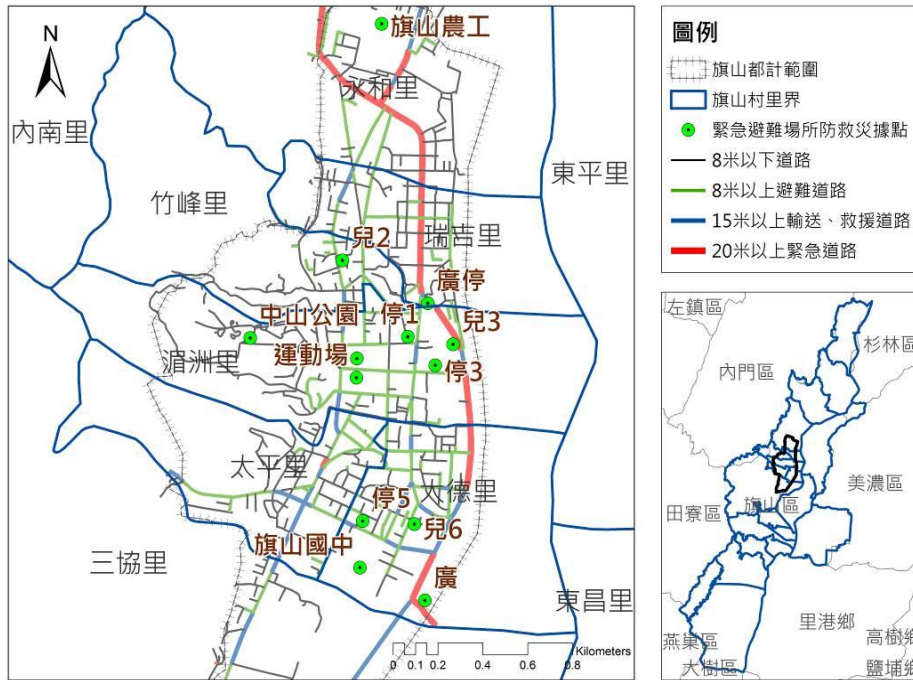 N
旗山農工
永和里
內南里
東平里
竹峰里
瑞吉里
兒2
廣停
中山公園
停1
兒3
運動場
湄洲里
停3
太平里
大德里
停5
兒6
旗山國中
三協里
廣
東昌里
Kilometers
0 0.1 0.2 0.4 0.6 0.8
圖例
旗山都計範圍
旗山村里界
緊急避難場所防救災據點
8米以下道路
8米以上避難道路
15米以上輸送、救援道路
20米以上緊急道路
左鎮區
杉林區
內門區
美濃區
田寮區
旗山區
里港鄉
燕巢區
高樹鄉
大樹區
鹽埔鄉